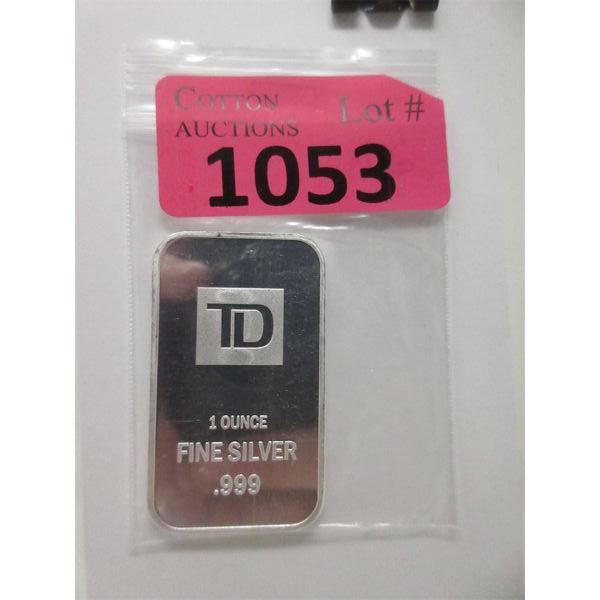 COTTON
AUCTIONS
Lot #
1053
TD
1 OUNCE
FINE SILVER
.999